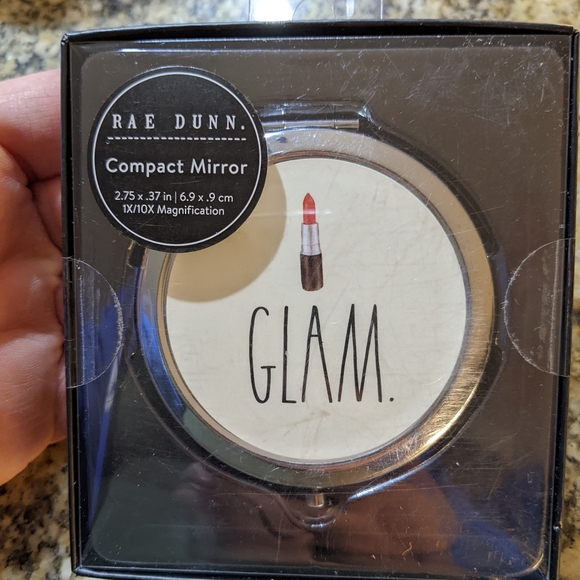 RAE DUNN.
Compact Mirror
2.75 x .37 in | 6.9 x .9 cm
1X/10X Magnification
GLAM.